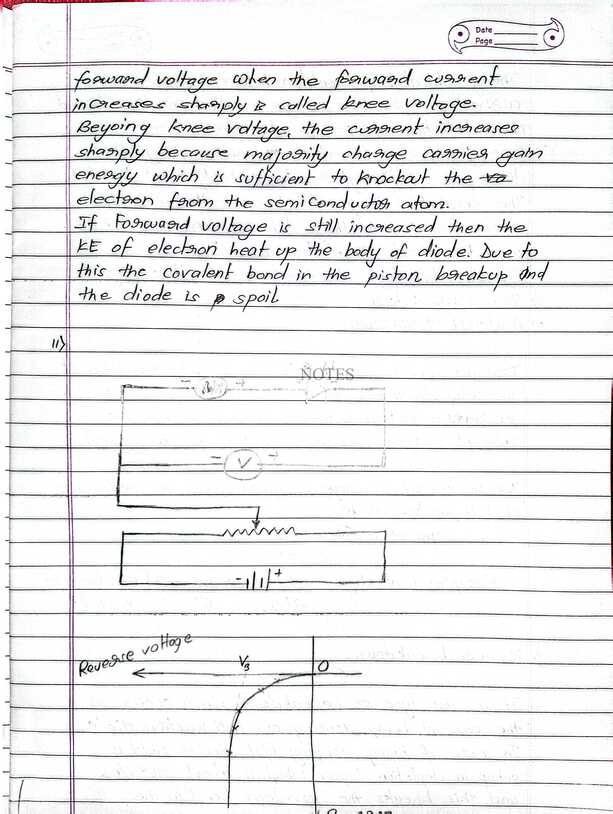 Date
Page
forward voltage when the forward current
increases sharply is called knee voltage.
Beyoing knee voltage, the current increases
sharply because majority charge carrier gain
energy which is sufficient to knockout the
electron from the semiconductor atom.
If Forward voltage is still increased then the
KE of electron heat up the body of diode. Due to
this the covalent bond in the piston breakup and
the diode is spoil.
11>
NOTES
- +
- V +
- +
Reverse voltage
VB
O